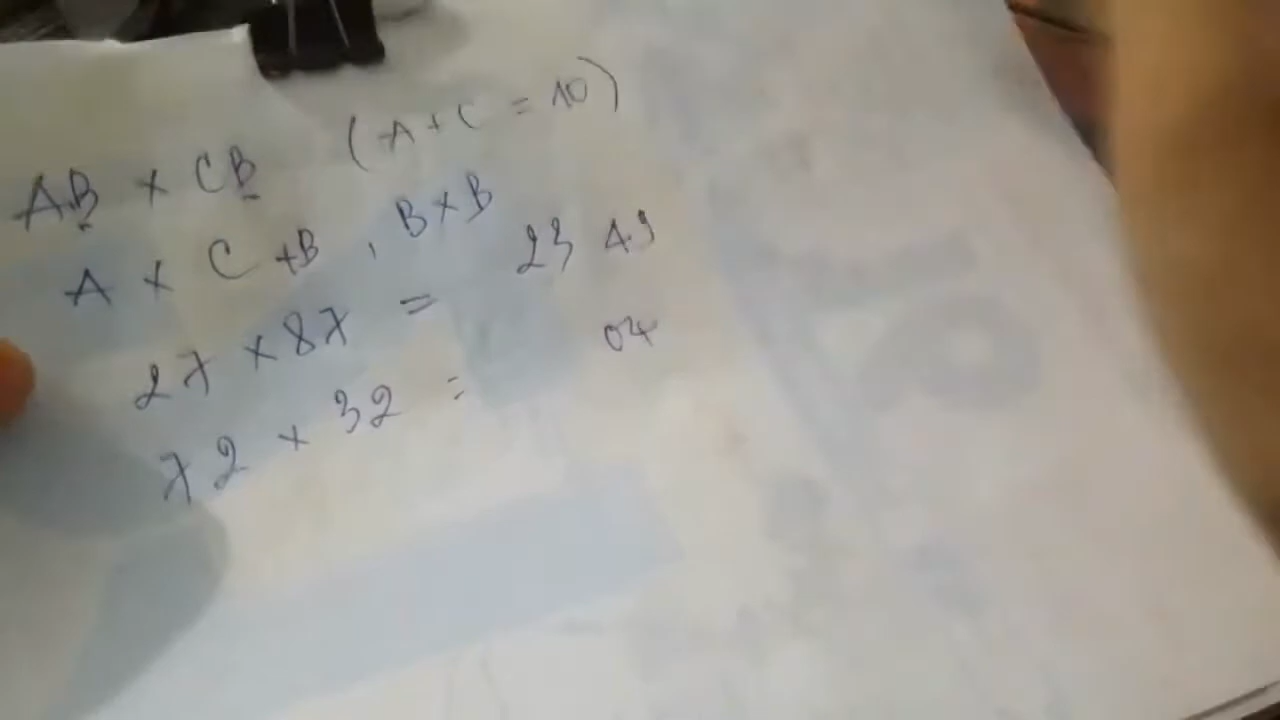 AB × CB (A + C = 10)
A × C + B , B × B
27 × 87 = 23 49
72 × 32 = 04